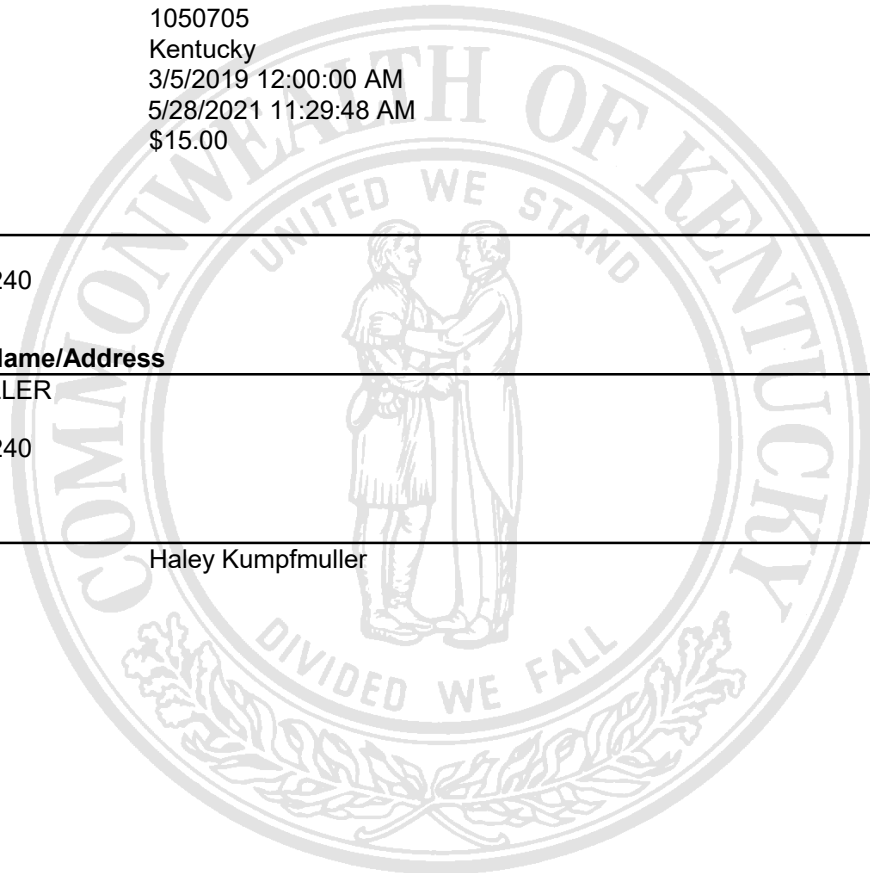 1050705
Kentucky
3/5/2019 12:00:00 AM
5/28/2021 11:29:48 AM
$15.00
COMMONWEALTH OF KENTUCKY
UNITED WE STAND
240
Name/Address
LLER
240
Haley Kumpfmuller
DIVIDED WE FALL